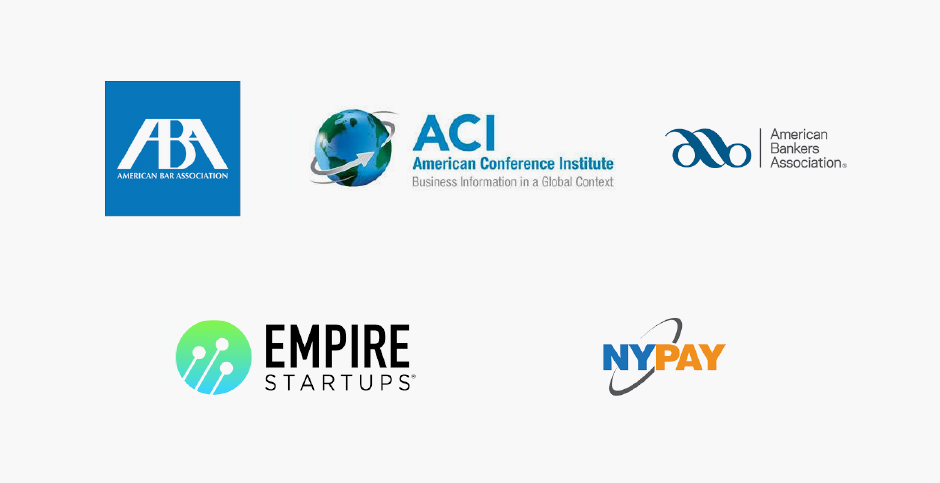 ABA
AMERICAN BAR ASSOCIATION
ACI
American Conference Institute
Business Information in a Global Context
American
Bankers
Association®
EMPIRE
STARTUPS®
NYPAY